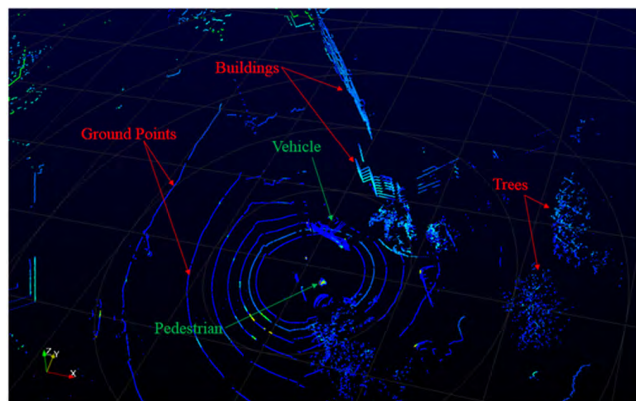 Buildings
Ground Points
Vehicle
Trees
Pedestrian
Z
Y
X